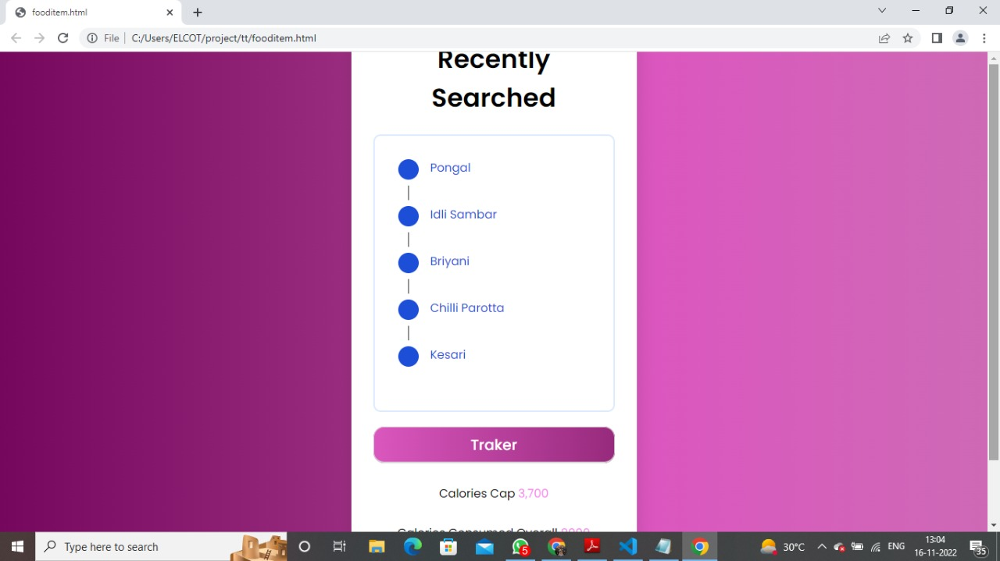 fooditem.html
File
C:/Users/ELCOT/project/tt/fooditem.html
Recently
Searched
Pongal
Idli Sambar
Briyani
Chilli Parotta
Kesari
Traker
Calories Cap 3,700
Calories Consumed Overall
Type here to search
5
30°C
ENG
13:04
16-11-2022
35